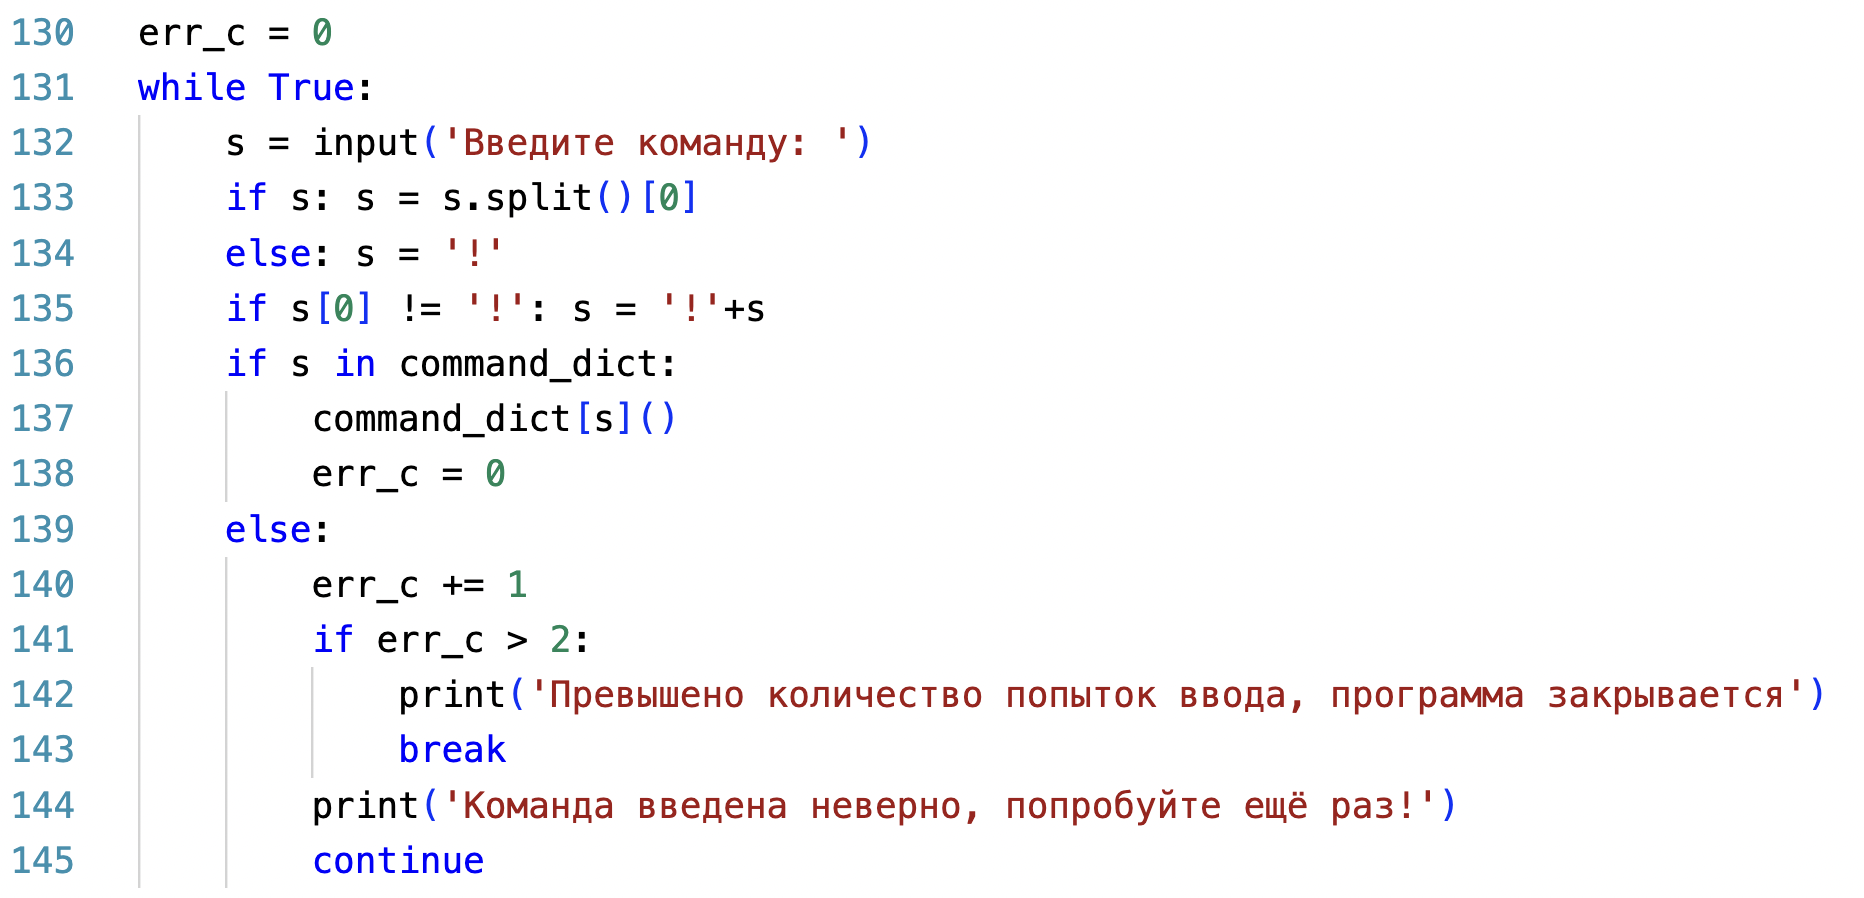 130 err_c = 0
131 while True:
132     s = input('Введите команду: ')
133     if s: s = s.split()[0]
134     else: s = '!'
135     if s[0] != '!': s = '!'+s
136     if s in command_dict:
137         command_dict[s]()
138         err_c = 0
139     else:
140         err_c += 1
141         if err_c > 2:
142             print('Превышено количество попыток ввода, программа закрывается')
143             break
144         print('Команда введена неверно, попробуйте ещё раз!')
145         continue